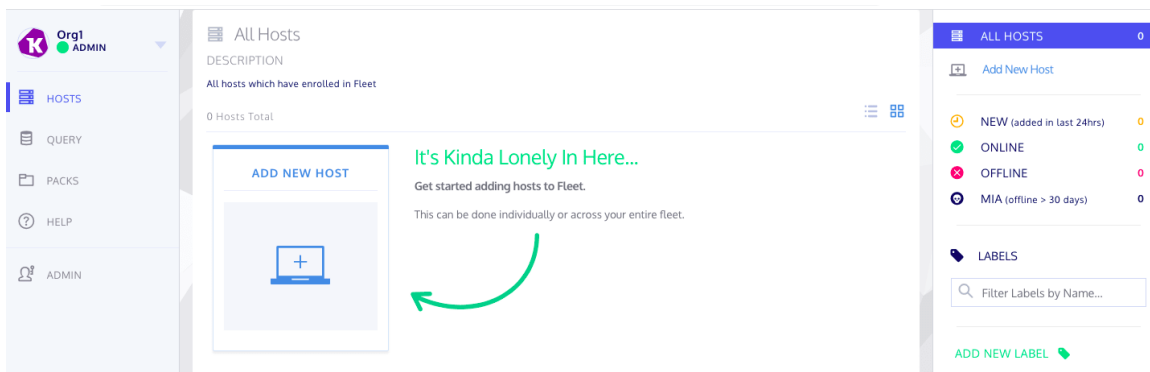 Org1
ADMIN
HOSTS
QUERY
PACKS
HELP
ADMIN
All Hosts
DESCRIPTION
All hosts which have enrolled in Fleet
0 Hosts Total
ADD NEW HOST
It's Kinda Lonely In Here...
Get started adding hosts to Fleet.
This can be done individually or across your entire fleet.
ALL HOSTS 0
Add New Host
NEW (added in last 24hrs) 0
ONLINE 0
OFFLINE 0
MIA (offline > 30 days) 0
LABELS
Filter Labels by Name...
ADD NEW LABEL